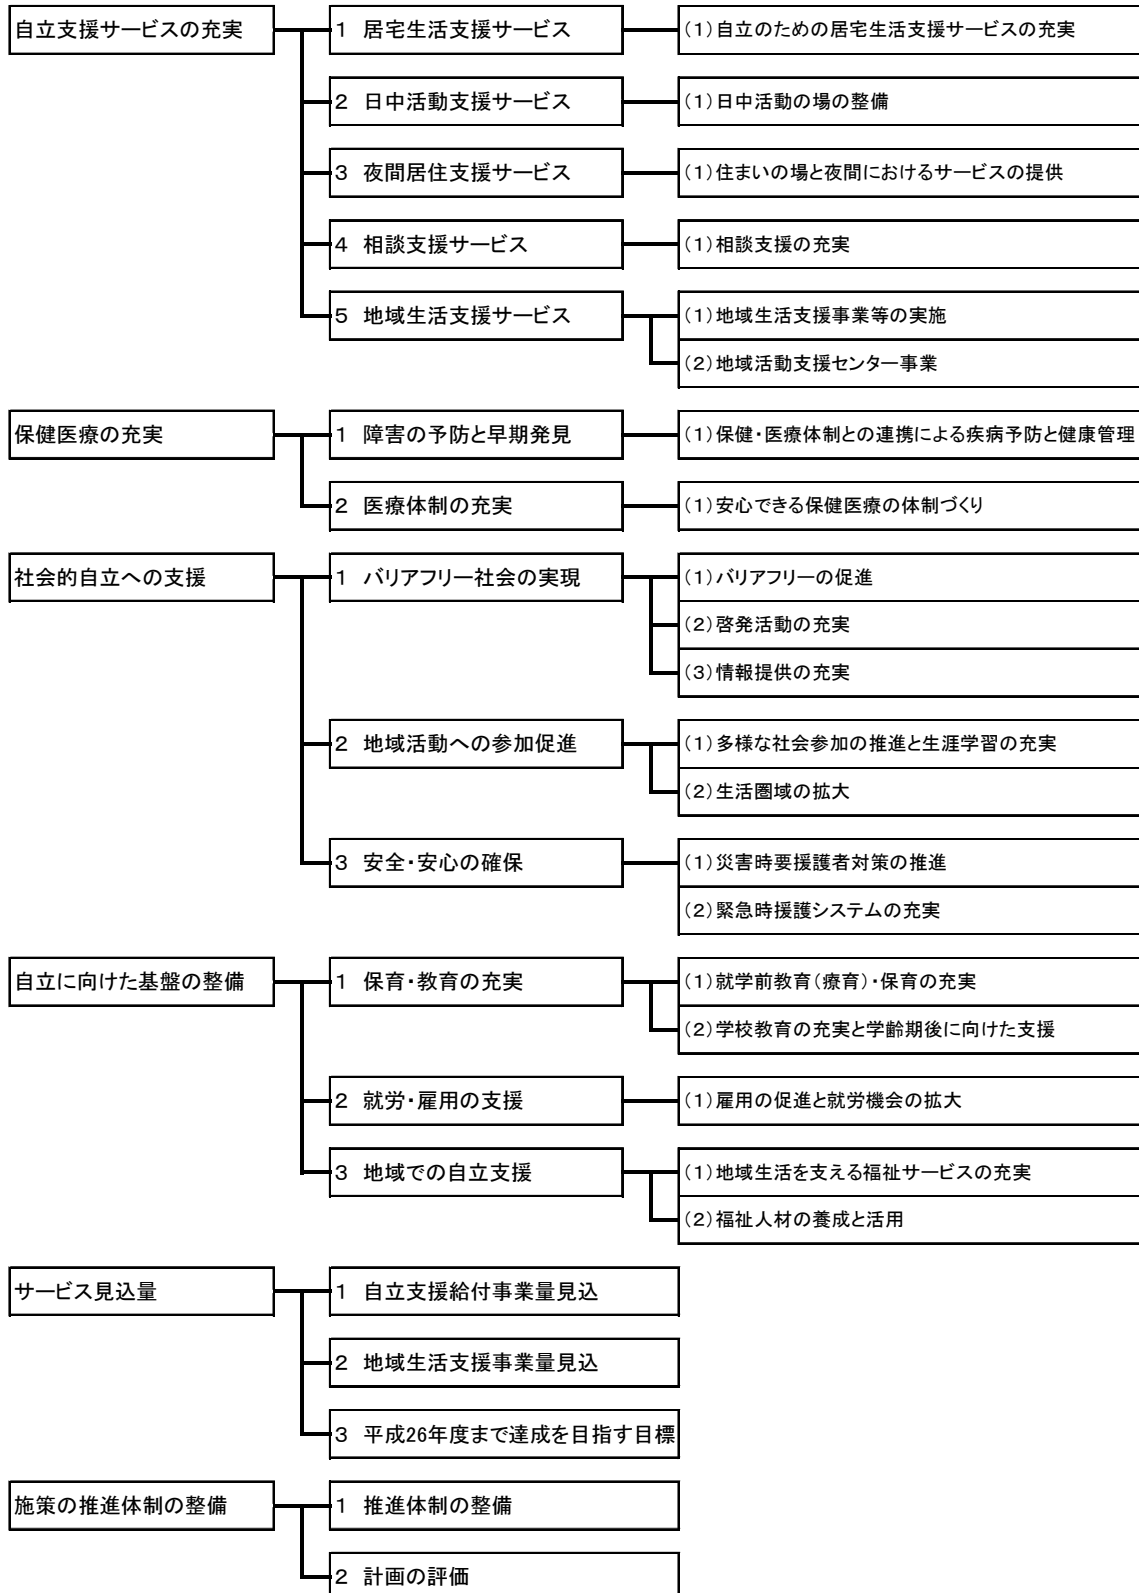 自立支援サービスの充実
1 居宅生活支援サービス
(1)自立のための居宅生活支援サービスの充実
2 日中活動支援サービス
(1)日中活動の場の整備
3 夜間居住支援サービス
(1)住まいの場と夜間におけるサービスの提供
4 相談支援サービス
(1)相談支援の充実
5 地域生活支援サービス
(1)地域生活支援事業等の実施
(2)地域活動支援センター事業
保健医療の充実
1 障害の予防と早期発見
(1)保健・医療体制との連携による疾病予防と健康管理
2 医療体制の充実
(1)安心できる保健医療の体制づくり
社会的自立への支援
1 バリアフリー社会の実現
(1)バリアフリーの促進
(2)啓発活動の充実
(3)情報提供の充実
2 地域活動への参加促進
(1)多様な社会参加の推進と生涯学習の充実
(2)生活圏域の拡大
3 安全・安心の確保
(1)災害時要援護者対策の推進
(2)緊急時援護システムの充実
自立に向けた基盤の整備
1 保育・教育の充実
(1)就学前教育(療育)・保育の充実
(2)学校教育の充実と学齢期後に向けた支援
2 就労・雇用の支援
(1)雇用の促進と就労機会の拡大
3 地域での自立支援
(1)地域生活を支える福祉サービスの充実
(2)福祉人材の養成と活用
サービス見込量
1 自立支援給付事業量見込
2 地域生活支援事業量見込
3 平成26年度まで達成を目指す目標
施策の推進体制の整備
1 推進体制の整備
2 計画の評価